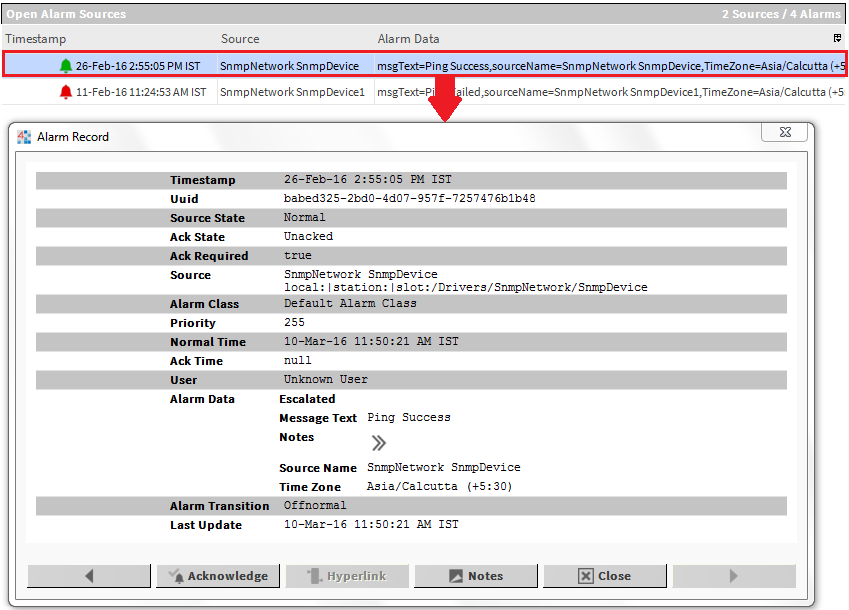 Open Alarm Sources 2 Sources / 4 Alarms
Timestamp Source Alarm Data
26-Feb-16 2:55:05 PM IST SnmpNetwork SnmpDevice msgText=Ping Success,sourceName=SnmpNetwork SnmpDevice,TimeZone=Asia/Calcutta (+5
11-Feb-16 11:24:53 AM IST SnmpNetwork SnmpDevice1 ailed,sourceName=SnmpNetwork SnmpDevice1,TimeZone=Asia/Calcutta (+5
Alarm Record
Timestamp 26-Feb-16 2:55:05 PM IST
Uuid babed325-2bd0-4d07-957f-7257476b1b48
Source State Normal
Ack State Unacked
Ack Required true
Source SnmpNetwork SnmpDevice
local:|station:|slot:/Drivers/SnmpNetwork/SnmpDevice
Alarm Class Default Alarm Class
Priority 255
Normal Time 10-Mar-16 11:50:21 AM IST
Ack Time null
User Unknown User
Alarm Data Escalated
Message Text Ping Success
Notes
Source Name SnmpNetwork SnmpDevice
Time Zone Asia/Calcutta (+5:30)
Alarm Transition Offnormal
Last Update 10-Mar-16 11:50:21 AM IST
Acknowledge Hyperlink Notes Close